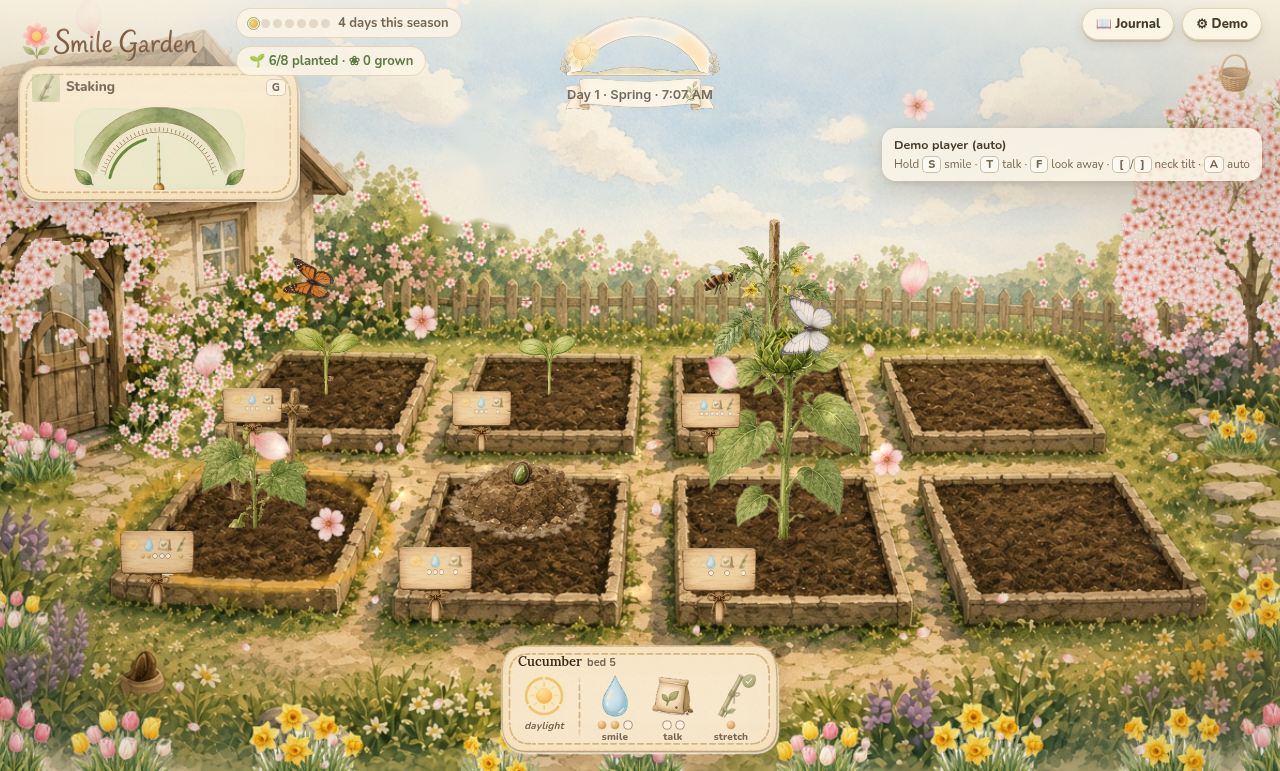 Smile Garden
4 days this season
6/8 planted · 0 grown
Staking
G
Day 1 · Spring · 7:07 AM
Journal
Demo
Demo player (auto)
Hold S smile · T talk · F look away · [ / ] neck tilt · A auto
Cucumber bed 5
daylight
smile
talk
stretch